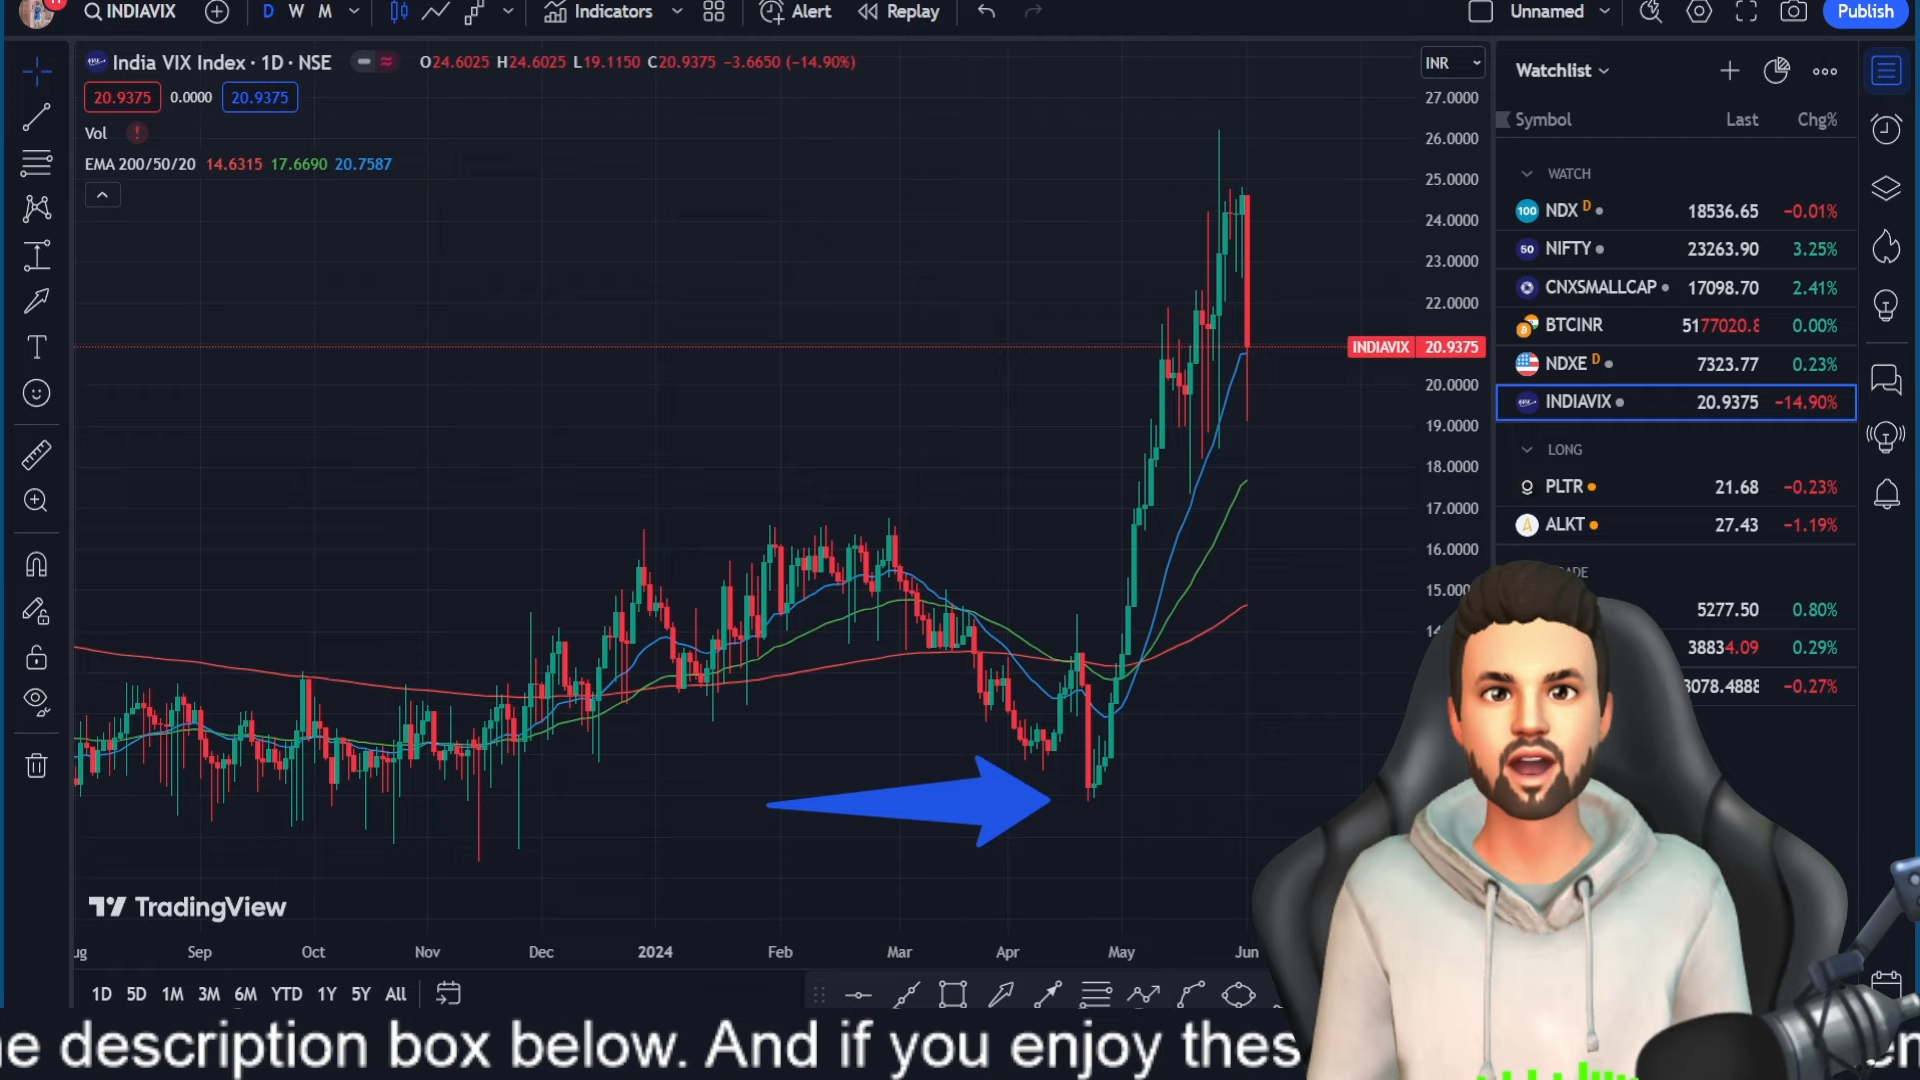 INDIAVIX D W M Indicators Alert Replay Unnamed Publish
India VIX Index · 1D · NSE O24.6025 H24.6025 L19.1150 C20.9375 −3.6650 (−14.90%) INR
20.9375 0.0000 20.9375
Vol
EMA 200/50/20 14.6315 17.6690 20.7587
27.0000
26.0000
25.0000
24.0000
23.0000
22.0000
INDIAVIX 20.9375
20.0000
19.0000
18.0000
17.0000
16.0000
Watchlist
Symbol Last Chg%
WATCH
100 NDX D 18536.65 −0.01%
50 NIFTY 23263.90 3.25%
CNXSMALLCAP 17098.70 2.41%
BTCINR 5177020.8 0.00%
NDXE D 7323.77 0.23%
INDIAVIX 20.9375 −14.90%
LONG
PLTR 21.68 −0.23%
ALKT 27.43 −1.19%
5277.50 0.80%
38834.09 0.29%
−0.27%
TradingView
Sep Oct Nov Dec 2024 Feb Mar Apr May Jun
1D 5D 1M 3M 6M YTD 1Y 5Y All
description box below. And if you enjoy thes